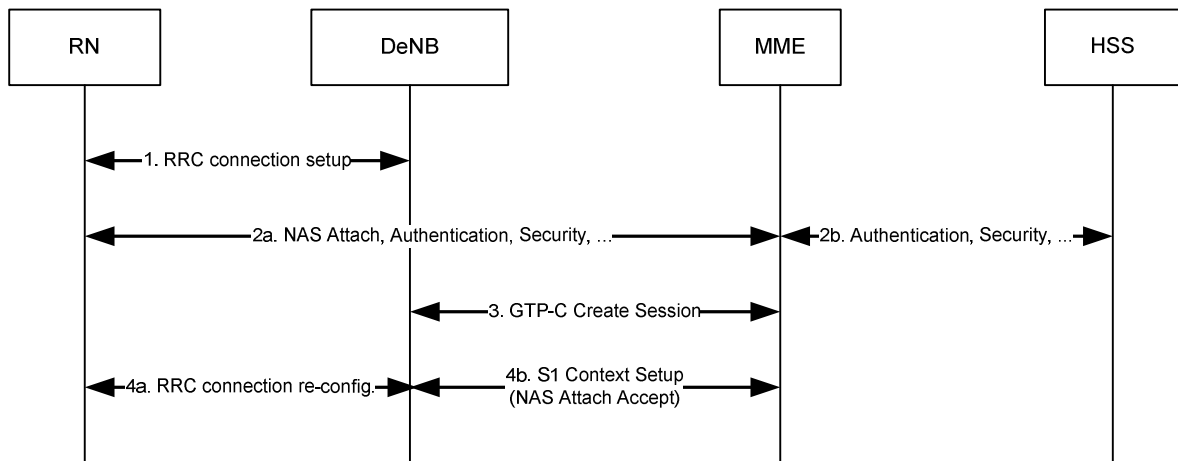 RN
DeNB
MME
HSS
1. RRC connection setup
2a. NAS Attach, Authentication, Security, ...
2b. Authentication, Security, ...
3. GTP-C Create Session
4a. RRC connection re-config.
4b. S1 Context Setup
(NAS Attach Accept)